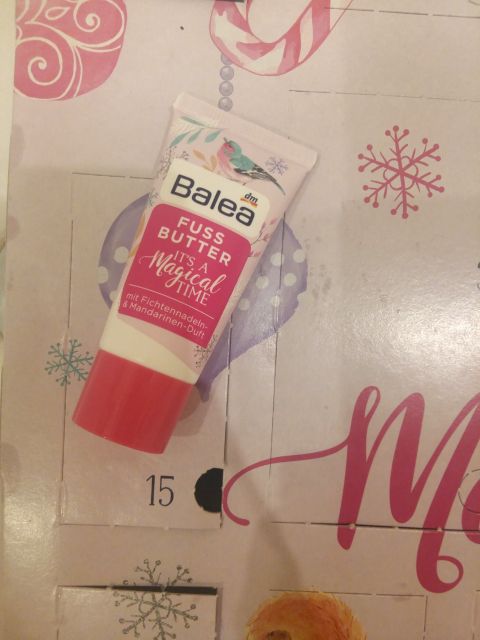 Balea
dm
FUSS
BUTTER
IT'S A
Magical
TIME
mit Fichtennadeln-
& Mandarinen-Duft
15
M